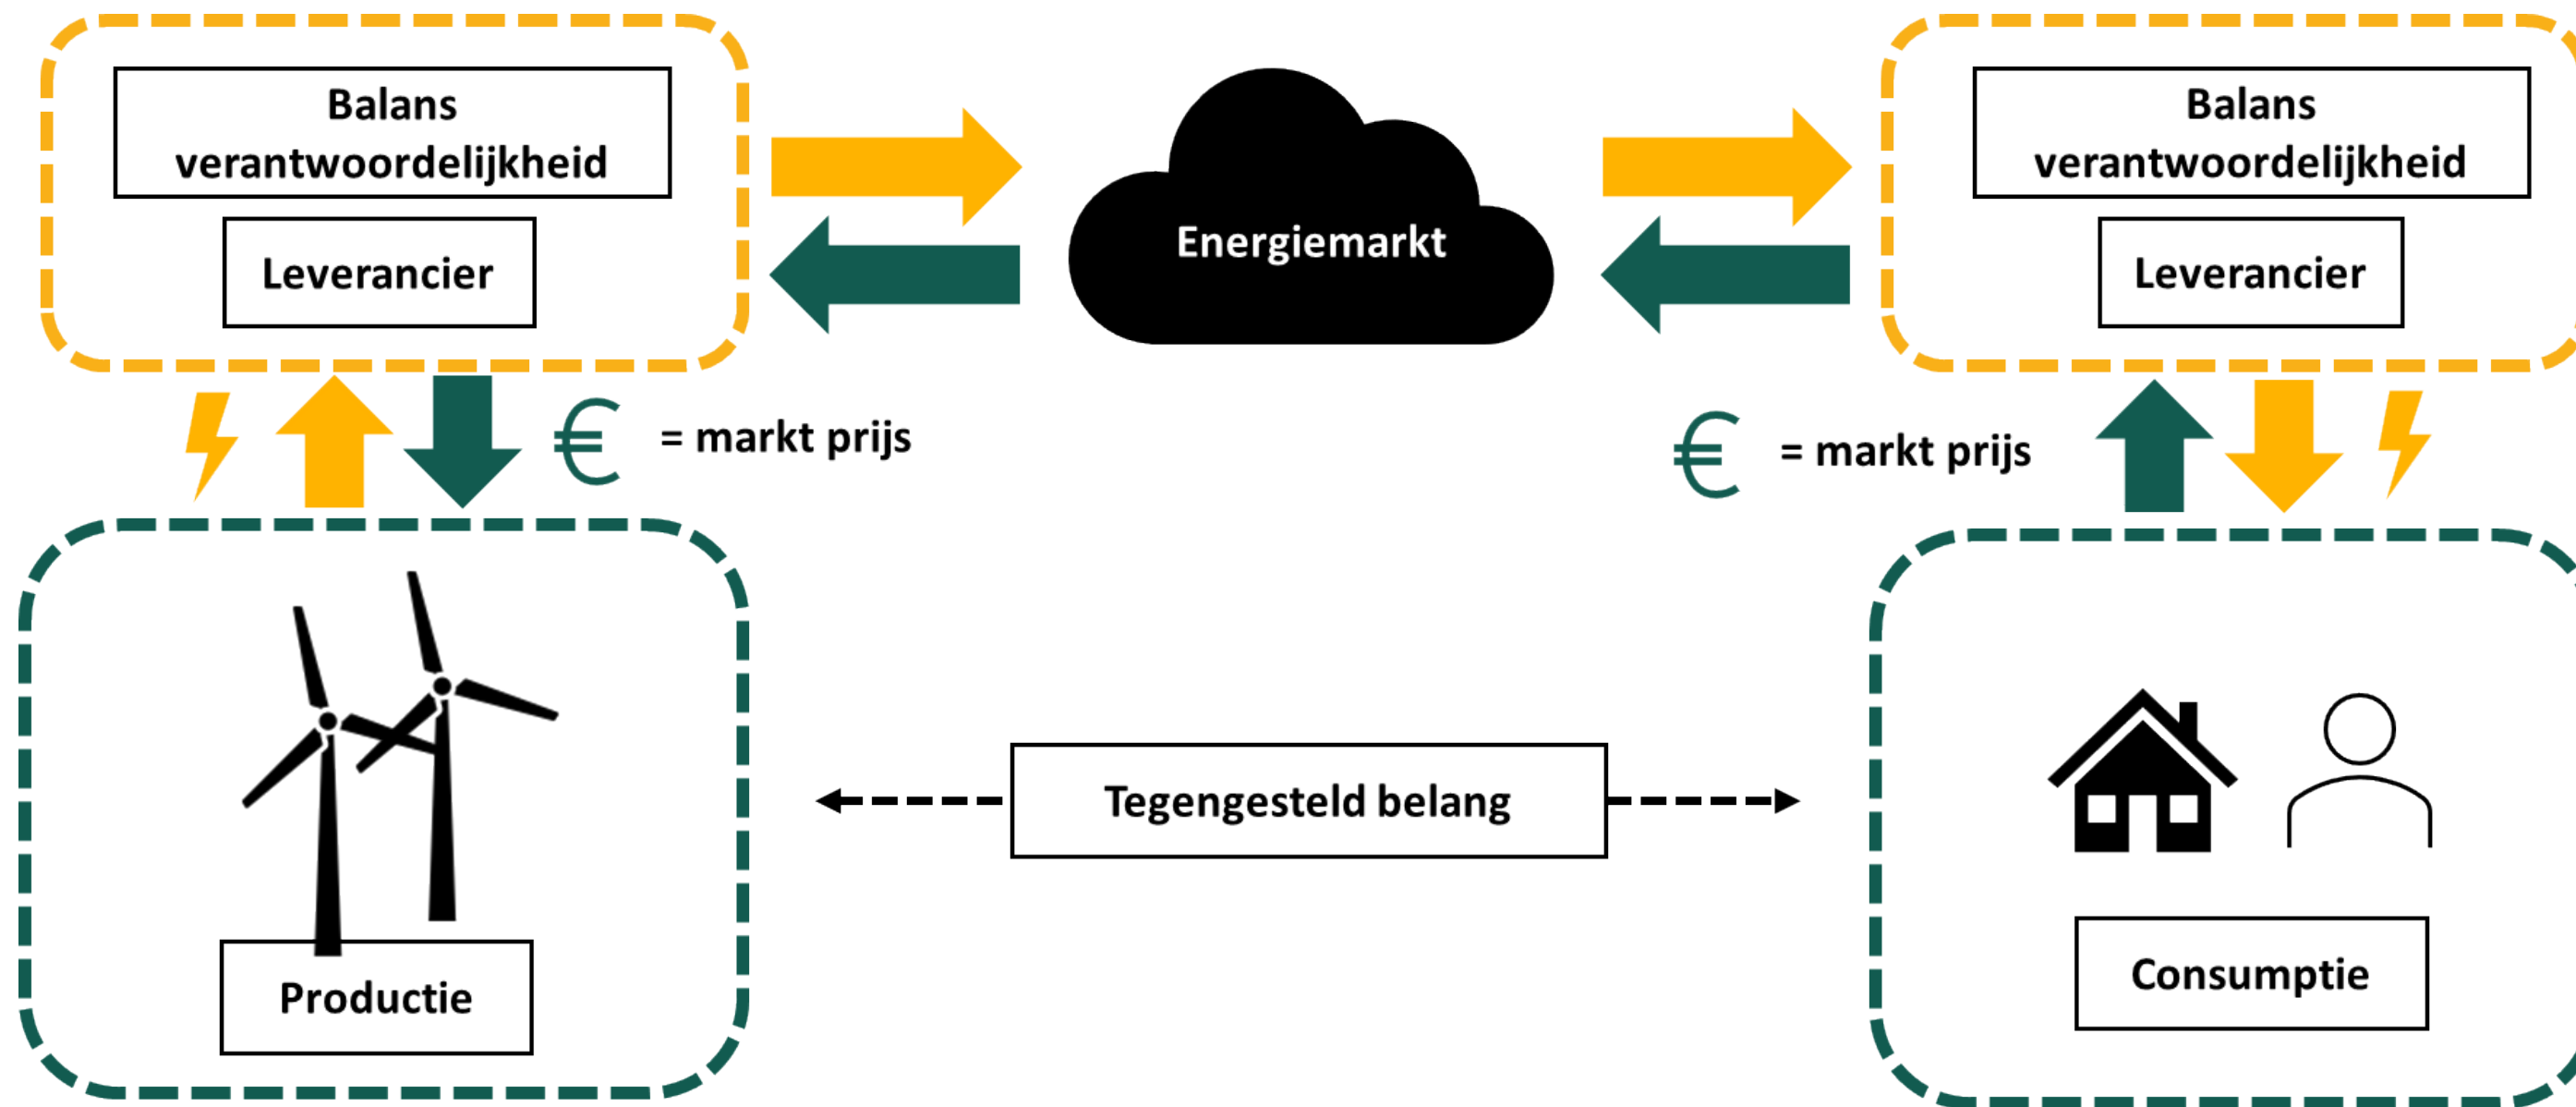 Balans
verantwoordelijkheid
Leverancier
Energiemarkt
Balans
verantwoordelijkheid
Leverancier
€ = markt prijs
€ = markt prijs
Tegengesteld belang
Productie
Consumptie